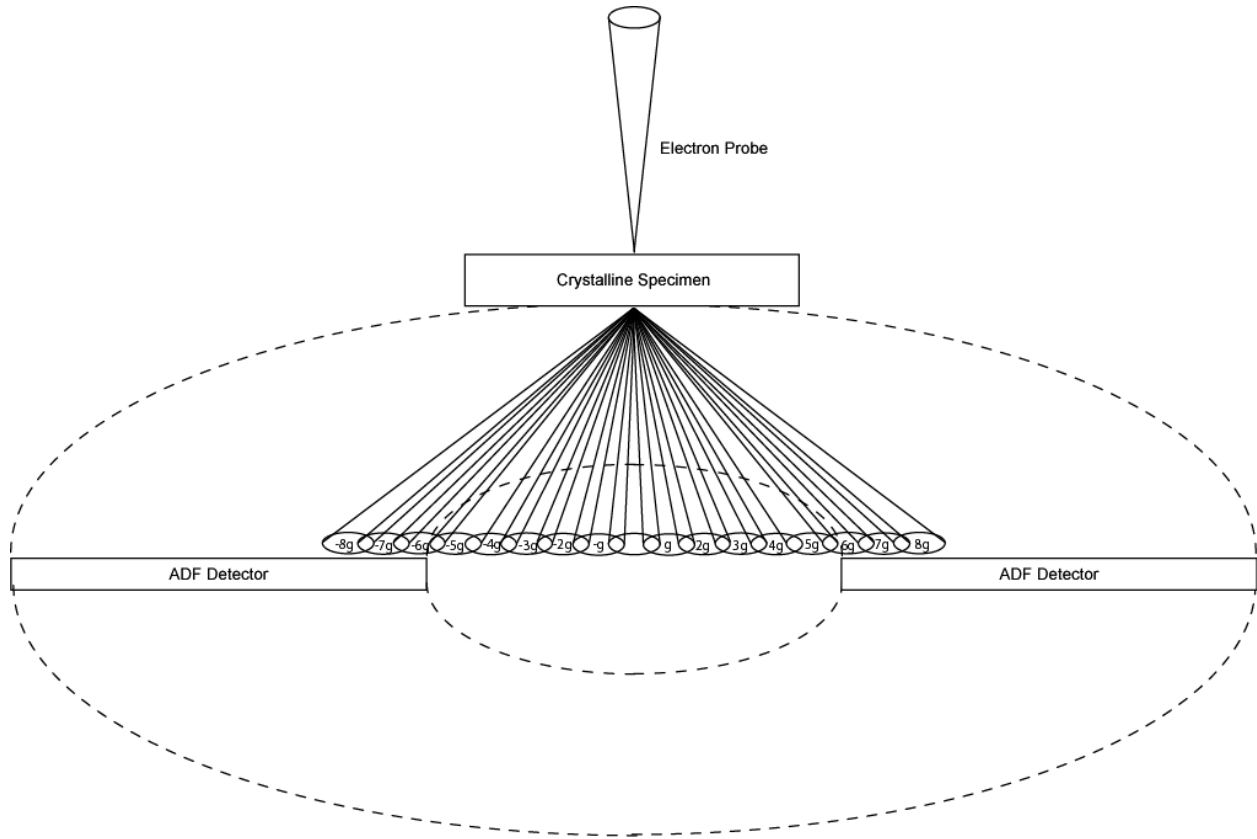 Electron Probe
Crystalline Specimen
-8g -7g -6g -5g -4g -3g -2g -g g 2g 3g 4g 5g 6g 7g 8g
ADF Detector ADF Detector